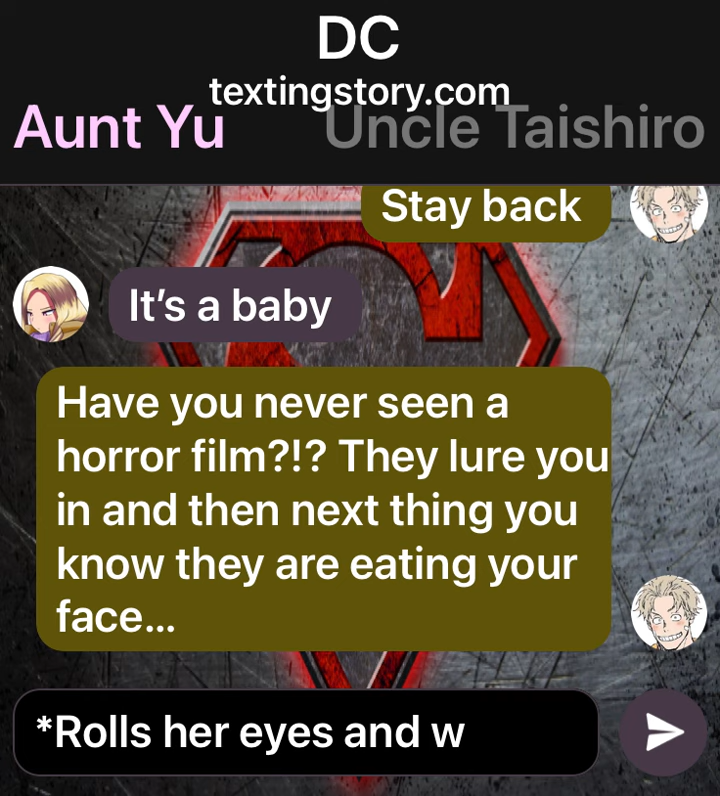 DC
textingstory.com
Aunt Yu
Uncle Taishiro
Stay back
It’s a baby
Have you never seen a
horror film?!? They lure you
in and then next thing you
know they are eating your
face...
*Rolls her eyes and w